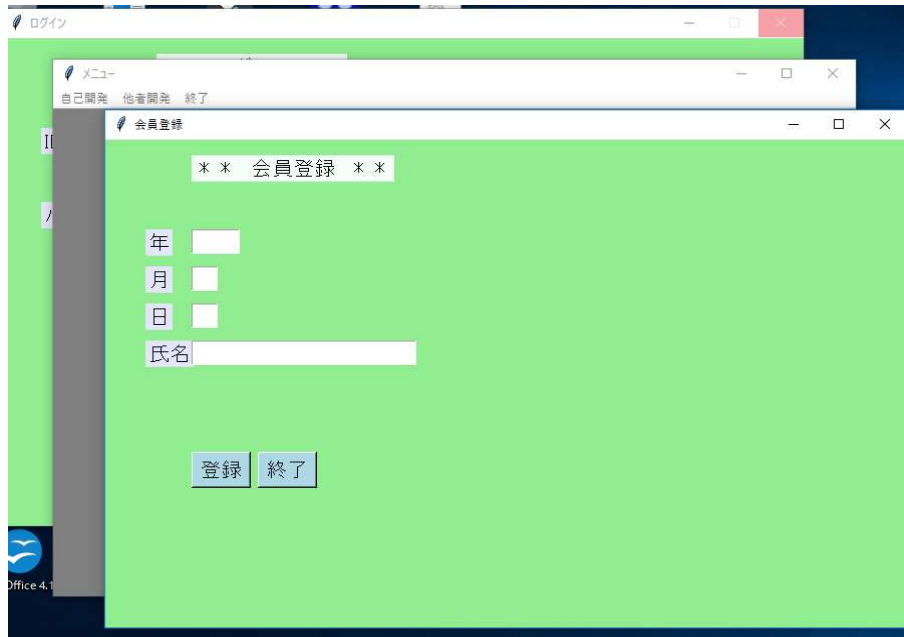 ログイン
メニュー
自己開発 他者開発 終了
会員登録
** 会員登録 **
年
月
日
氏名
登録 終了
Office 4.1